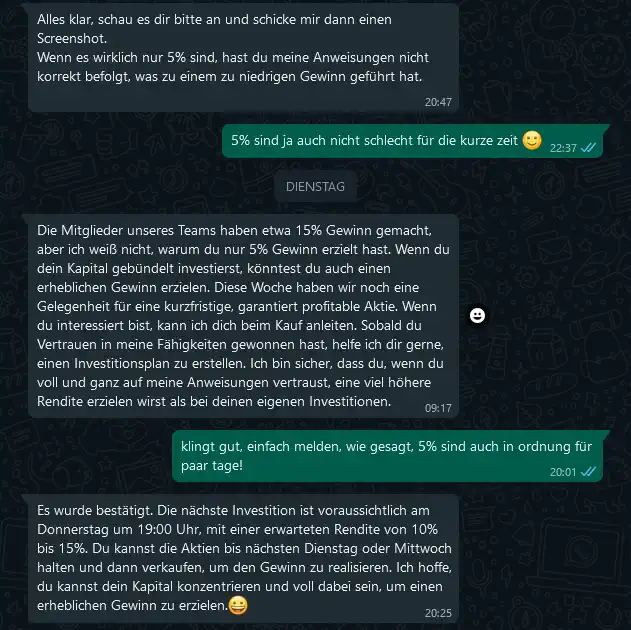 Alles klar, schau es dir bitte an und schicke mir dann einen
Screenshot.
Wenn es wirklich nur 5% sind, hast du meine Anweisungen nicht
korrekt befolgt, was zu einem zu niedrigen Gewinn geführt hat.
20:47
5% sind ja auch nicht schlecht für die kurze zeit 🙂
22:37
DIENSTAG
Die Mitglieder unseres Teams haben etwa 15% Gewinn gemacht,
aber ich weiß nicht, warum du nur 5% Gewinn erzielt hast. Wenn du
dein Kapital gebündelt investierst, könntest du auch einen
erheblichen Gewinn erzielen. Diese Woche haben wir noch eine
Gelegenheit für eine kurzfristige, garantiert profitable Aktie. Wenn
du interessiert bist, kann ich dich beim Kauf anleiten. Sobald du
Vertrauen in meine Fähigkeiten gewonnen hast, helfe ich dir gerne,
einen Investitionsplan zu erstellen. Ich bin sicher, dass du, wenn du
voll und ganz auf meine Anweisungen vertraust, eine viel höhere
Rendite erzielen wirst als bei deinen eigenen Investitionen.
09:17
klingt gut, einfach melden, wie gesagt, 5% sind auch in ordnung für
paar tage!
20:01
Es wurde bestätigt. Die nächste Investition ist voraussichtlich am
Donnerstag um 19:00 Uhr, mit einer erwarteten Rendite von 10%
bis 15%. Du kannst die Aktien bis nächsten Dienstag oder Mittwoch
halten und dann verkaufen, um den Gewinn zu realisieren. Ich hoffe,
du kannst dein Kapital konzentrieren und voll dabei sein, um einen
erheblichen Gewinn zu erzielen.😀
20:25